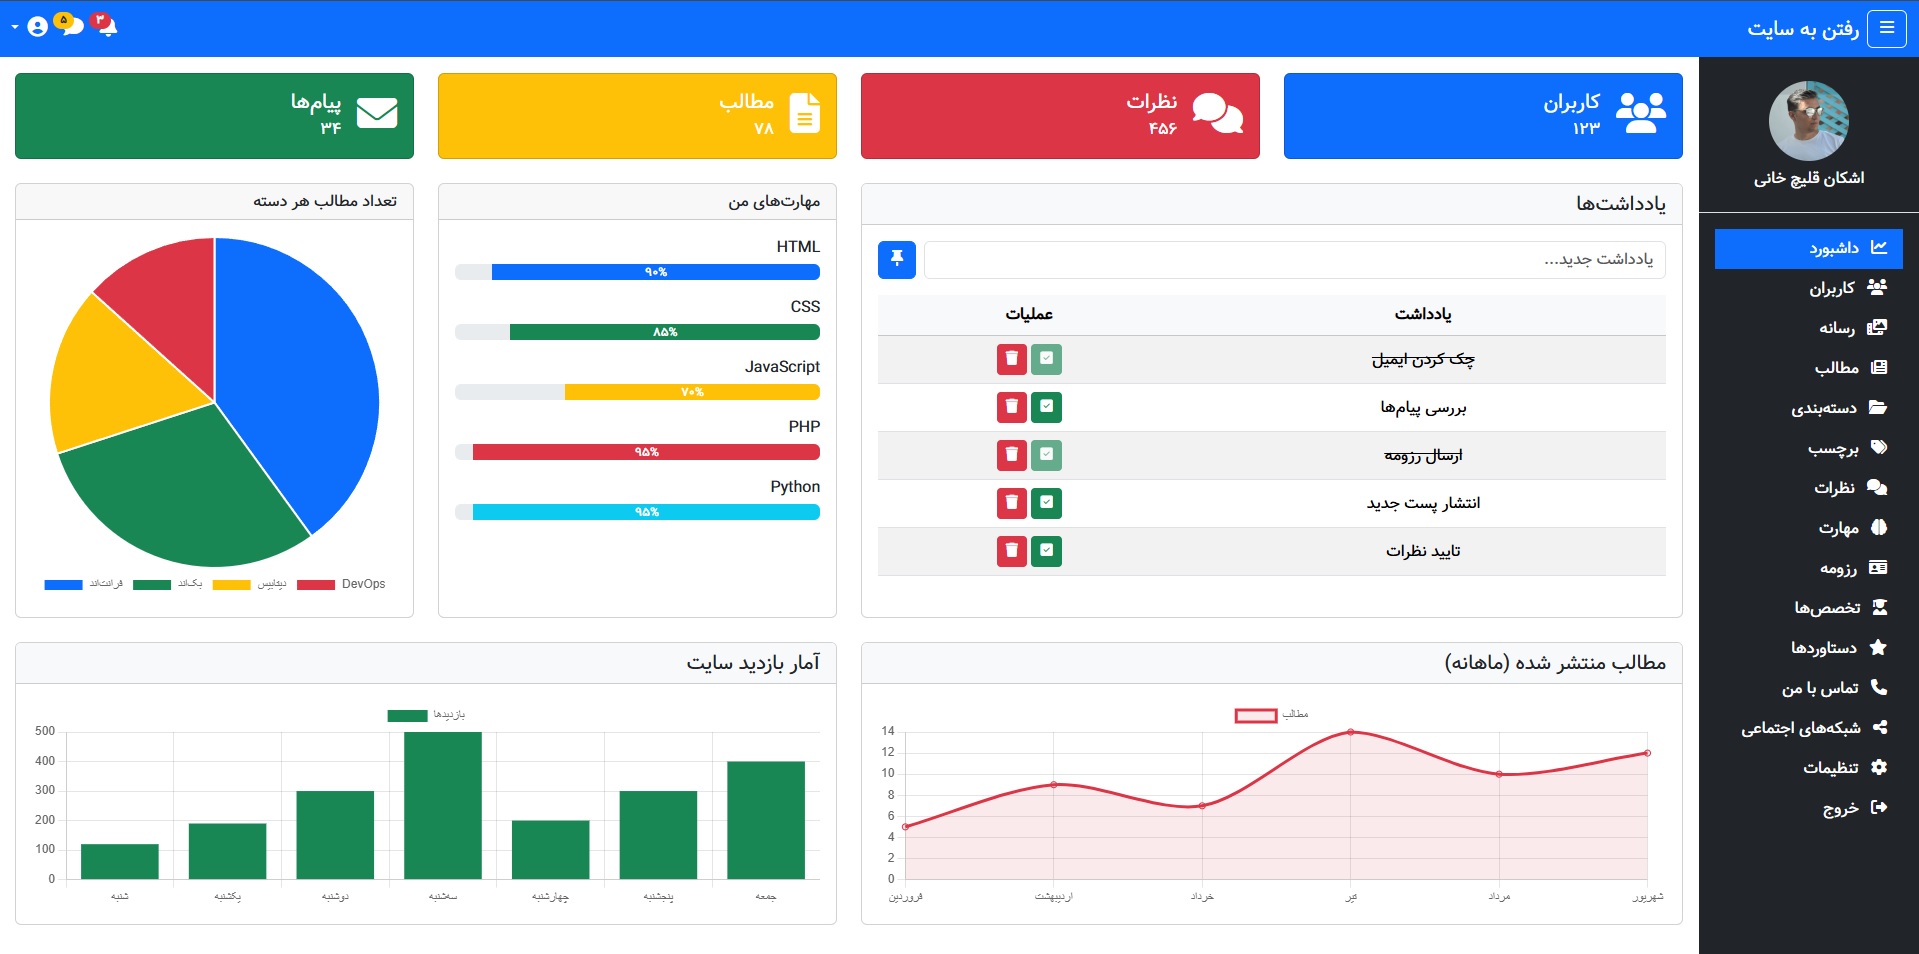 رفتن به سایت
۳
۵
اشکان قلیچ خانی
داشبورد
کاربران
رسانه
مطالب
دسته‌بندی
برچسب
نظرات
مهارت
رزومه
تخصص‌ها
دستاوردها
تماس با من
شبکه‌های اجتماعی
تنظیمات
خروج
کاربران
۱۲۳
نظرات
۴۵۶
مطالب
۷۸
پیام‌ها
۳۴
یادداشت‌ها
یادداشت جدید...
یادداشت عملیات
چک کردن ایمیل
بررسی پیام‌ها
ارسال رزومه
انتشار پست جدید
تایید نظرات
مهارت‌های من
HTML
۹۰%
CSS
۸۵%
JavaScript
۷۰%
PHP
۹۵%
Python
۹۵%
تعداد مطالب هر دسته
فرانت‌اند بک‌اند دیتابیس DevOps
مطالب منتشر شده (ماهانه)
مطالب
14
12
10
8
6
4
2
0
فروردین اردیبهشت خرداد تیر مرداد شهریور
آمار بازدید سایت
بازدیدها
500
400
300
200
100
0
شنبه یکشنبه دوشنبه سه‌شنبه چهارشنبه پنجشنبه جمعه